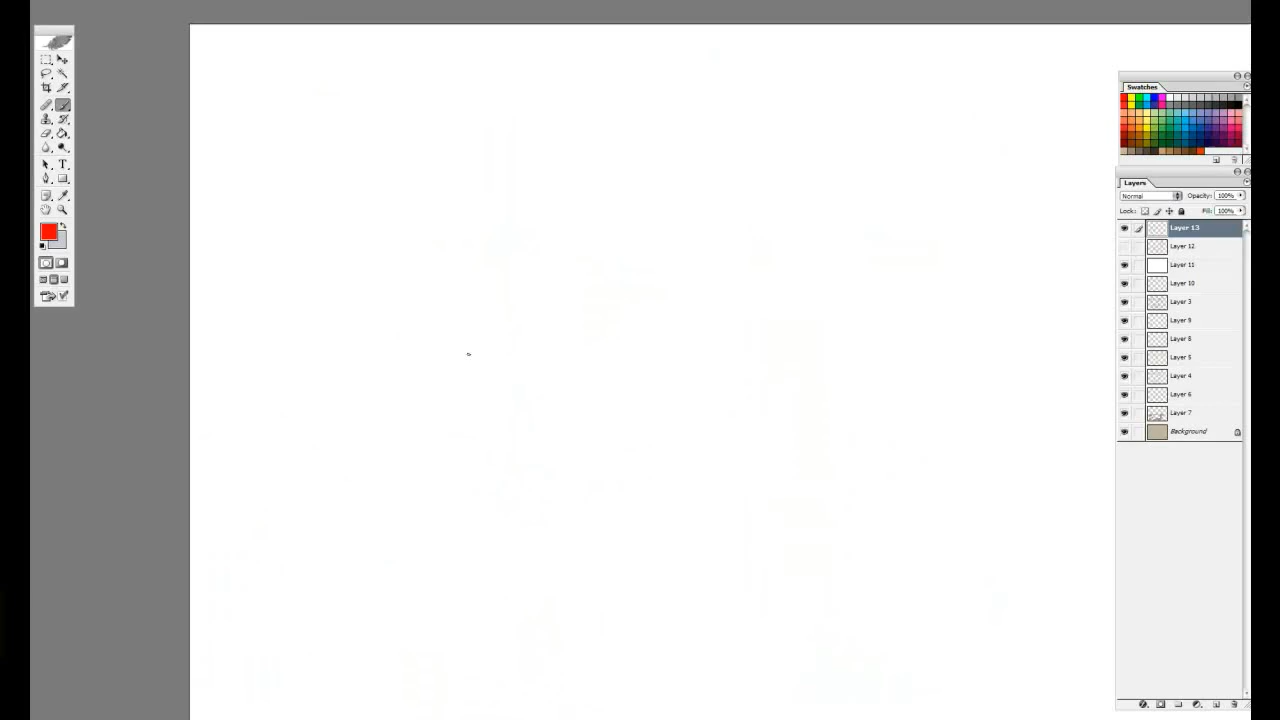 Swatches
Layers
Normal
Opacity: 100%
Lock:
Fill: 100%
Layer 13
Layer 12
Layer 11
Layer 10
Layer 3
Layer 9
Layer 8
Layer 5
Layer 4
Layer 6
Layer 7
Background
T